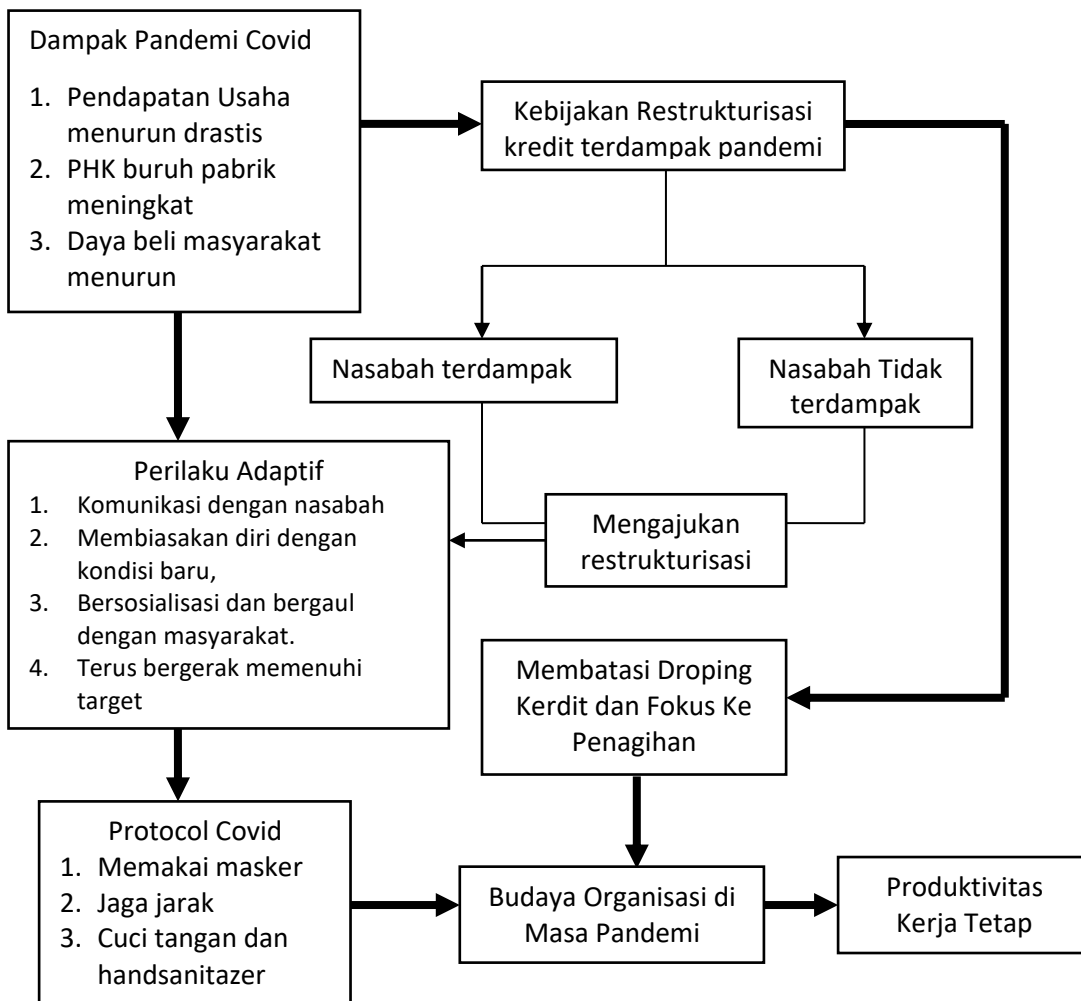 Dampak Pandemi Covid
1. Pendapatan Usaha
menurun drastis
2. PHK buruh pabrik
meningkat
3. Daya beli masyarakat
menurun
Kebijakan Restrukturisasi
kredit terdampak pandemi
Nasabah terdampak
Nasabah Tidak
terdampak
Perilaku Adaptif
1. Komunikasi dengan nasabah
2. Membiasakan diri dengan
kondisi baru,
3. Bersosialisasi dan bergaul
dengan masyarakat.
4. Terus bergerak memenuhi
target
Mengajukan
restrukturisasi
Membatasi Droping
Kerdit dan Fokus Ke
Penagihan
Protocol Covid
1. Memakai masker
2. Jaga jarak
3. Cuci tangan dan
handsanitazer
Budaya Organisasi di
Masa Pandemi
Produktivitas
Kerja Tetap